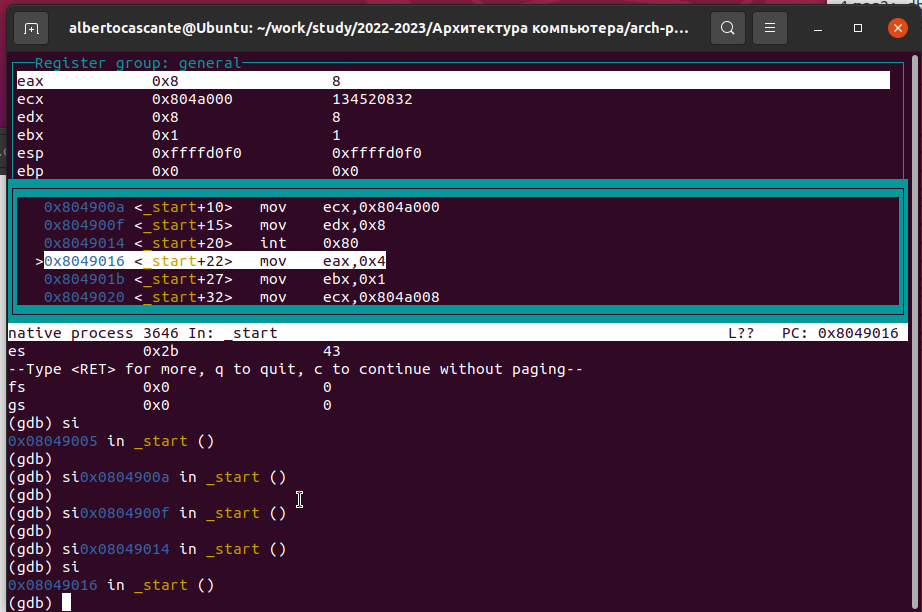 albertocascante@Ubuntu: ~/work/study/2022-2023/Архитектура компьютера/arch-p...
Register group: general
eax 0x8 8
ecx 0x804a000 134520832
edx 0x8 8
ebx 0x1 1
esp 0xffffd0f0 0xffffd0f0
ebp 0x0 0x0
0x804900a <_start+10> mov ecx,0x804a000
0x804900f <_start+15> mov edx,0x8
0x8049014 <_start+20> int 0x80
>0x8049016 <_start+22> mov eax,0x4
0x804901b <_start+27> mov ebx,0x1
0x8049020 <_start+32> mov ecx,0x804a008
native process 3646 In: _start L?? PC: 0x8049016
es 0x2b 43
--Type <RET> for more, q to quit, c to continue without paging--
fs 0x0 0
gs 0x0 0
(gdb) si
0x08049005 in _start ()
(gdb)
(gdb) si0x0804900a in _start ()
(gdb)
(gdb) si0x0804900f in _start ()
(gdb)
(gdb) si0x08049014 in _start ()
(gdb) si
0x08049016 in _start ()
(gdb)